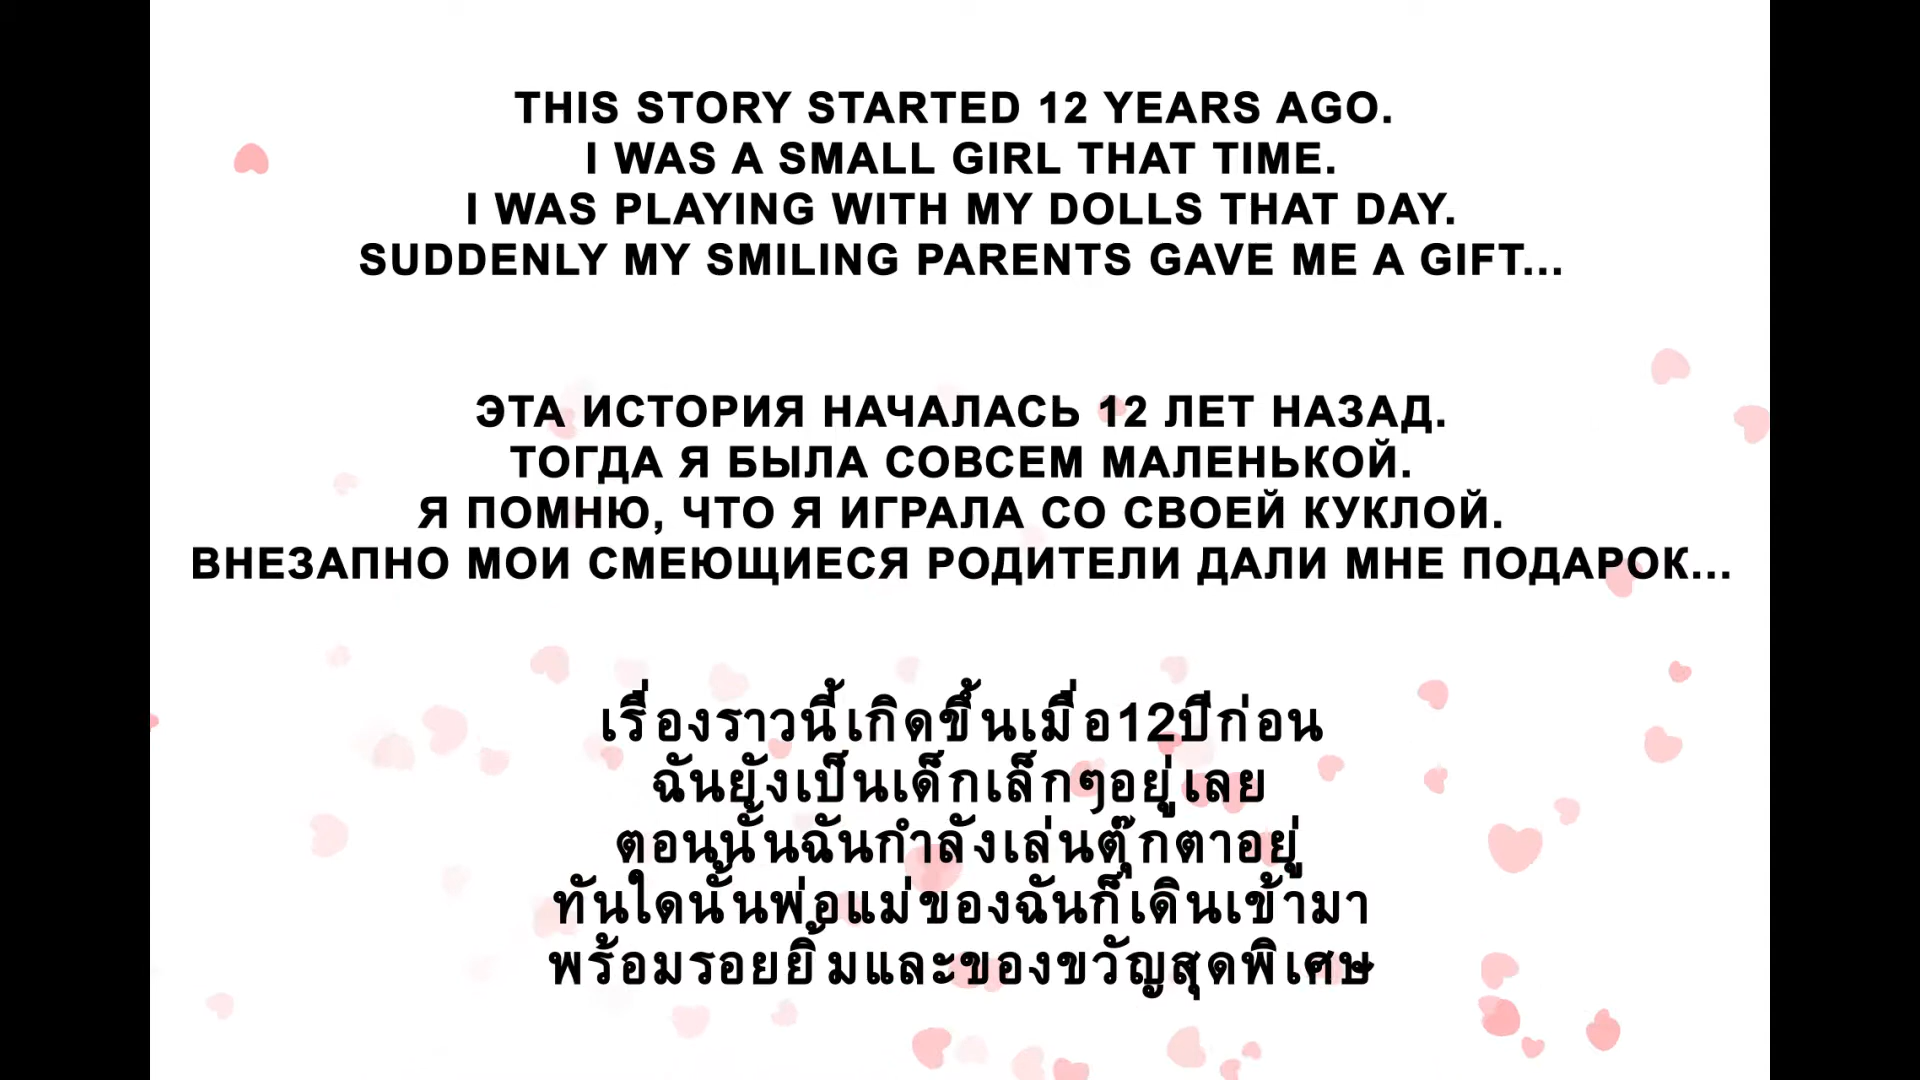 THIS STORY STARTED 12 YEARS AGO.
I WAS A SMALL GIRL THAT TIME.
I WAS PLAYING WITH MY DOLLS THAT DAY.
SUDDENLY MY SMILING PARENTS GAVE ME A GIFT...
ЭТА ИСТОРИЯ НАЧАЛАСЬ 12 ЛЕТ НАЗАД.
ТОГДА Я БЫЛА СОВСЕМ МАЛЕНЬКОЙ.
Я ПОМНЮ, ЧТО Я ИГРАЛА СО СВОЕЙ КУКЛОЙ.
ВНЕЗАПНО МОИ СМЕЮЩИЕСЯ РОДИТЕЛИ ДАЛИ МНЕ ПОДАРОК...
เรื่องราวนี้เกิดขึ้นเมื่อ12ปีก่อน
ฉันยังเป็นเด็กเล็กๆอยู่เลย
ตอนนั้นฉันกำลังเล่นตุ๊กตาอยู่
ทันใดนั้นพ่อแม่ของฉันก็เดินเข้ามา
พร้อมรอยยิ้มและของขวัญสุดพิเศษ